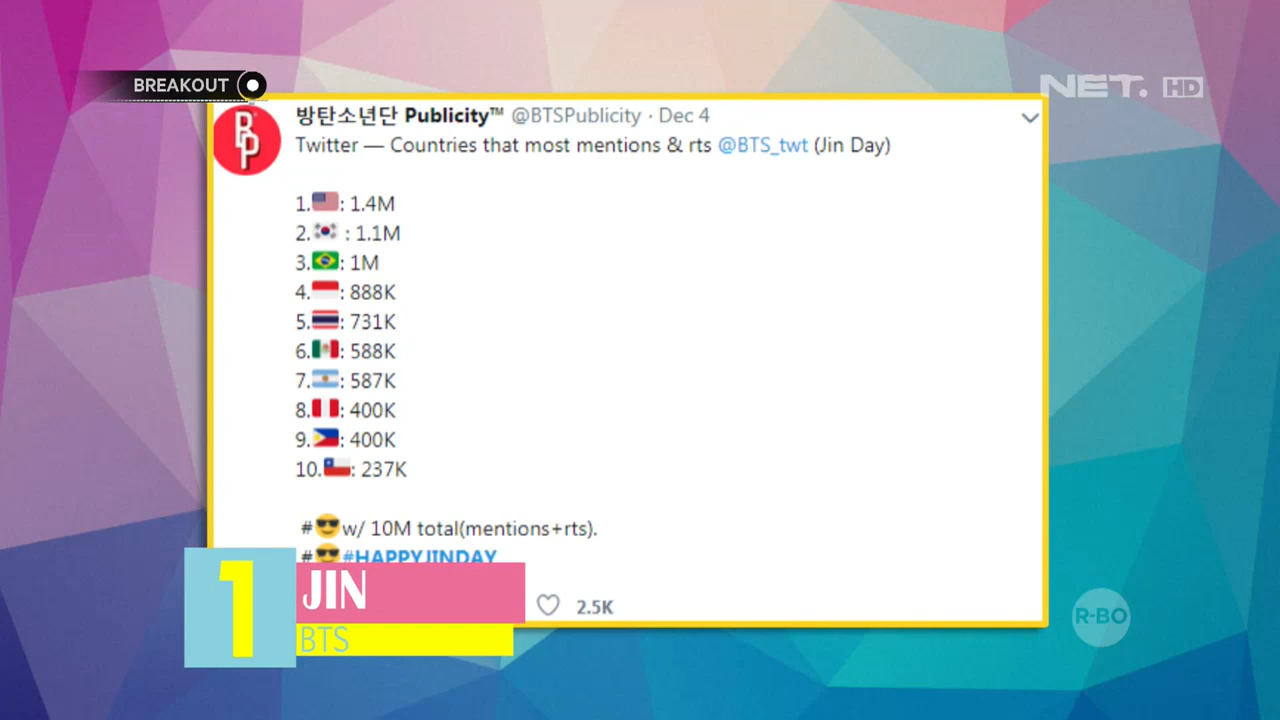 BREAKOUT
NET. HD
BP
방탄소년단 Publicity™ @BTSPublicity · Dec 4
Twitter — Countries that most mentions & rts @BTS_twt (Jin Day)
1.🇺🇸: 1.4M
2.🇰🇷 : 1.1M
3.🇧🇷: 1M
4.🇮🇩: 888K
5.🇹🇭: 731K
6.🇲🇽: 588K
7.🇦🇷: 587K
8.🇵🇪: 400K
9.🇵🇭: 400K
10.🇨🇱: 237K
#😎w/ 10M total(mentions+rts).
#😎#HAPPYJINDAY
2.5K
1
JIN
BTS
R-BO